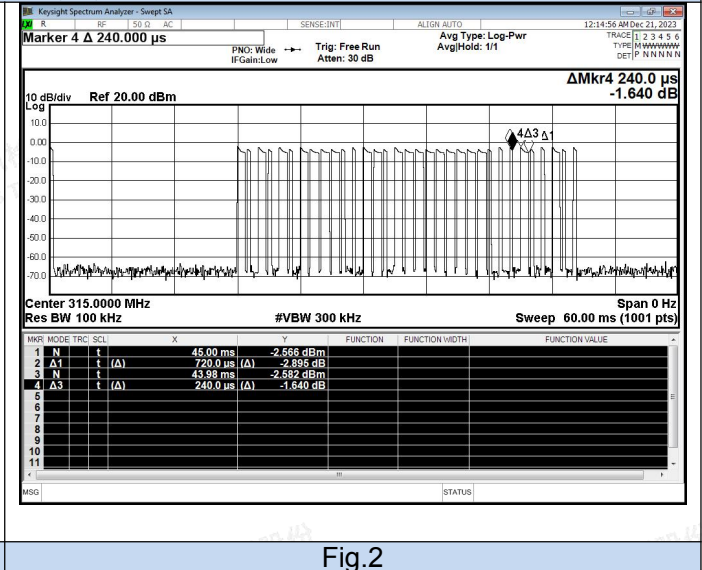 Keysight Spectrum Analyzer - Swept SA
LXI R RF 50 Ω AC SENSE:INT ALIGN AUTO 12:14:56 AM Dec 21, 2023
Marker 4 Δ 240.000 µs
PNO: Wide
IFGain:Low
Trig: Free Run
Atten: 30 dB
Avg Type: Log-Pwr
Avg|Hold: 1/1
TRACE 1 2 3 4 5 6
TYPE M WWWWW
DET P N N N N N
ΔMkr4 240.0 µs
-1.640 dB
10 dB/div Ref 20.00 dBm
Log
10.0
0.00
-10.0
-20.0
-30.0
-40.0
-50.0
-60.0
-70.0
4Δ3 Δ1
Center 315.0000 MHz Span 0 Hz
Res BW 100 kHz #VBW 300 kHz Sweep 60.00 ms (1001 pts)
MKR MODE TRC SCL X Y FUNCTION FUNCTION WIDTH FUNCTION VALUE
1 N t 45.00 ms -2.566 dBm
2 Δ1 t (Δ) 720.0 µs (Δ) -2.895 dB
3 N t 43.98 ms -2.582 dBm
4 Δ3 t (Δ) 240.0 µs (Δ) -1.640 dB
5
6
7
8
9
10
11
MSG STATUS
Fig.2